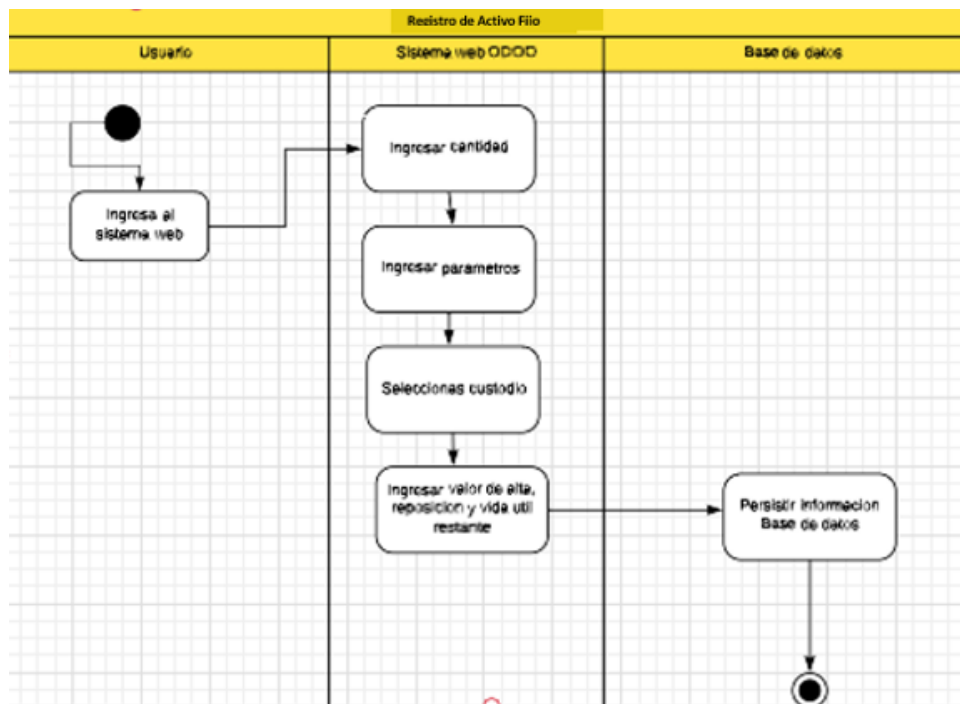 Registro de Activo Fijo
Usuario
Sistema web ODOO
Base de datos
Ingresa al
sistema web
Ingresar cantidad
Ingresar parametros
Seleccionas custodio
Ingresar valor de alta,
reposicion y vida util
restante
Persistir informacion
Base de datos